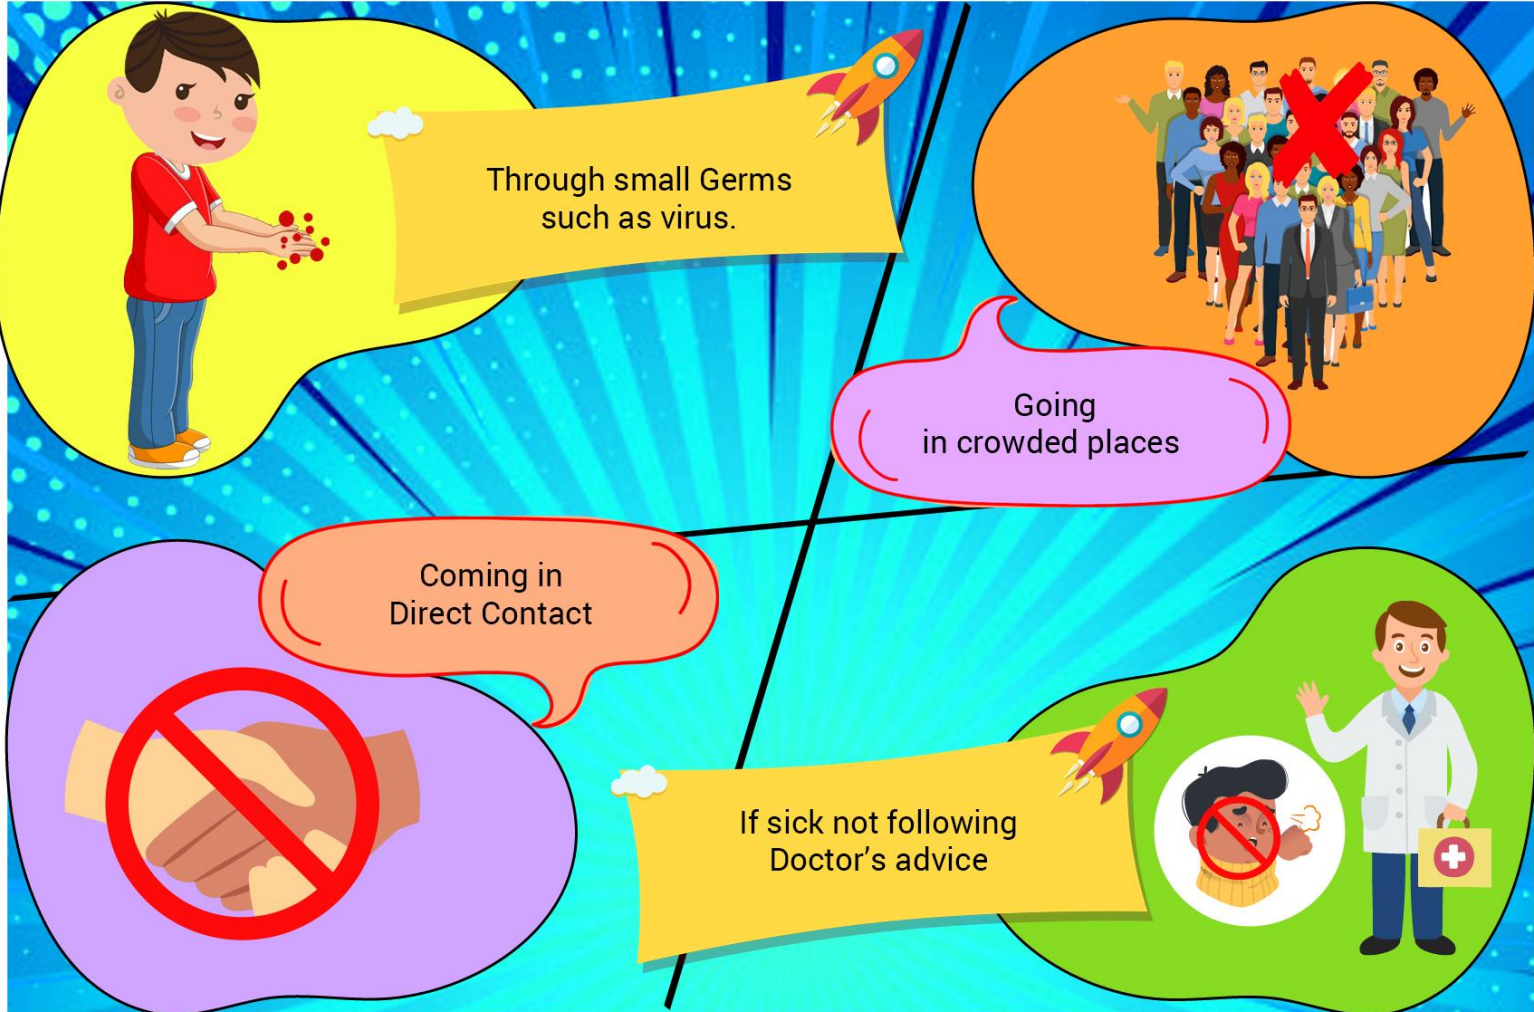 Through small Germs
such as virus.
Going
in crowded places
Coming in
Direct Contact
If sick not following
Doctor's advice